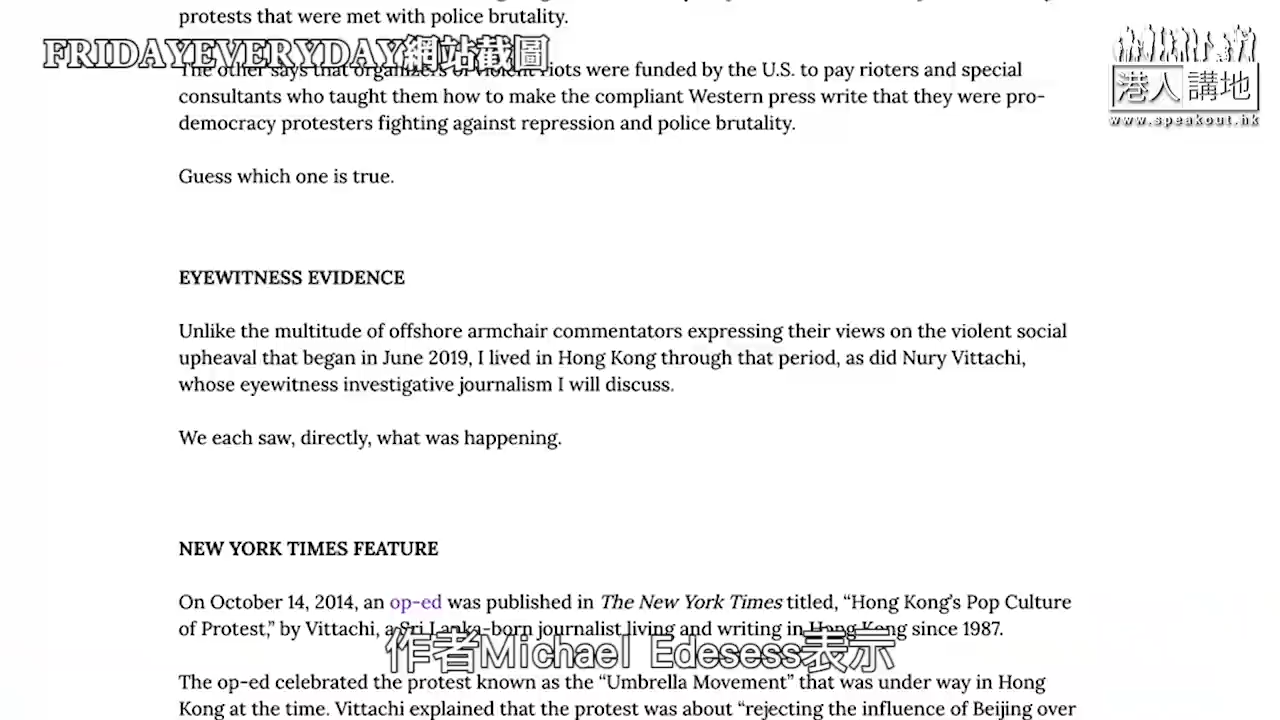 protests that were met with police brutality.
FRIDAYEVERYDAY網站截圖
港人講地
www.speakout.hk
The other says that organizers of violent riots were funded by the U.S. to pay rioters and special
consultants who taught them how to make the compliant Western press write that they were pro-
democracy protesters fighting against repression and police brutality.
Guess which one is true.
EYEWITNESS EVIDENCE
Unlike the multitude of offshore armchair commentators expressing their views on the violent social
upheaval that began in June 2019, I lived in Hong Kong through that period, as did Nury Vittachi,
whose eyewitness investigative journalism I will discuss.
We each saw, directly, what was happening.
NEW YORK TIMES FEATURE
On October 14, 2014, an op-ed was published in The New York Times titled, “Hong Kong’s Pop Culture
of Protest,” by Vittachi, a Sri Lanka-born journalist living and writing in Hong Kong since 1987.
作者Michael Edesess表示
The op-ed celebrated the protest known as the “Umbrella Movement” that was under way in Hong
Kong at the time. Vittachi explained that the protest was about “rejecting the influence of Beijing over